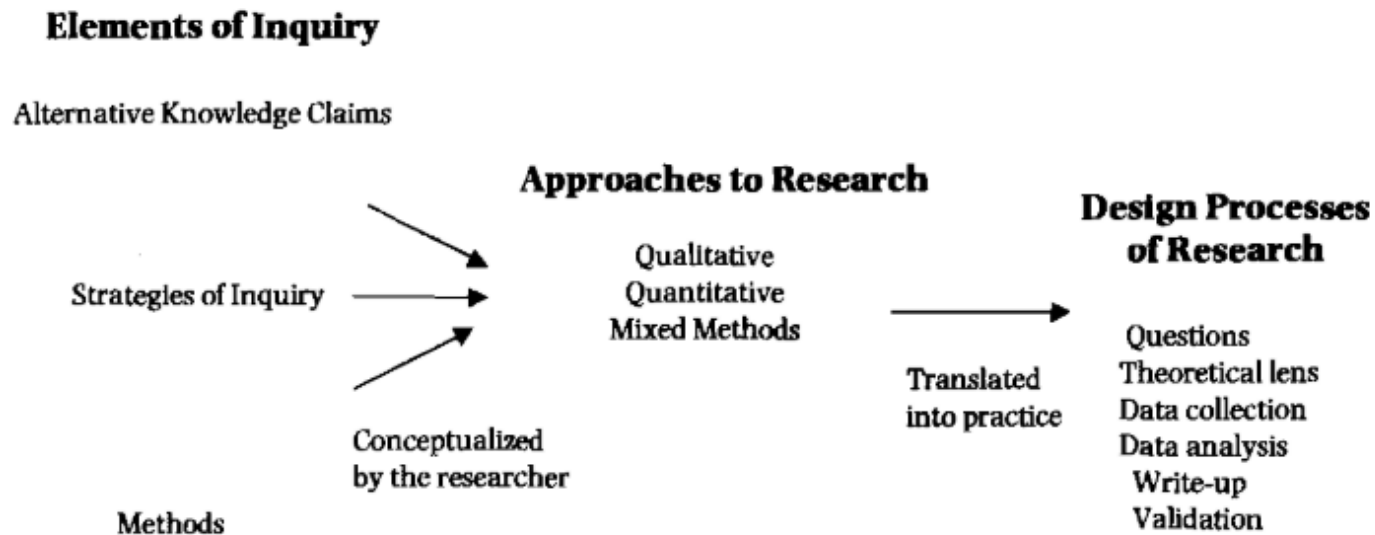 Elements of Inquiry
Alternative Knowledge Claims
Strategies of Inquiry
Conceptualized
by the researcher
Methods
Approaches to Research
Qualitative
Quantitative
Mixed Methods
Translated
into practice
Design Processes
of Research
Questions
Theoretical lens
Data collection
Data analysis
Write-up
Validation